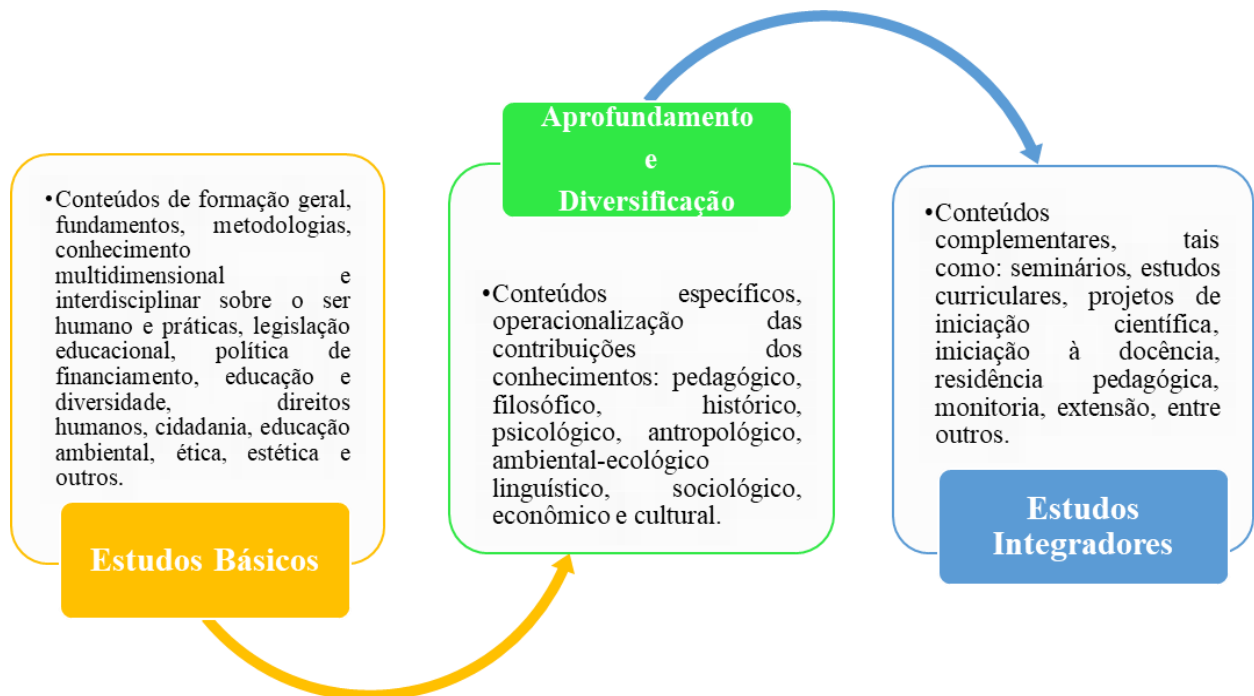 •Conteúdos de formação geral,
fundamentos, metodologias,
conhecimento
multidimensional e
interdisciplinar sobre o ser
humano e práticas, legislação
educacional, política de
financiamento, educação e
diversidade, direitos
humanos, cidadania, educação
ambiental, ética, estética e
outros.
Estudos Básicos
Aprofundamento
e
Diversificação
•Conteúdos específicos,
operacionalização das
contribuições dos
conhecimentos: pedagógico,
filosófico, histórico,
psicológico, antropológico,
ambiental-ecológico
linguístico, sociológico,
econômico e cultural.
•Conteúdos
complementares, tais
como: seminários, estudos
curriculares, projetos de
iniciação científica,
iniciação à docência,
residência pedagógica,
monitoria, extensão, entre
outros.
Estudos
Integradores